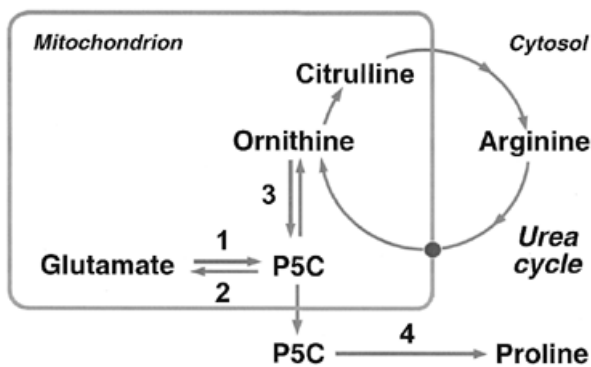 Mitochondrion
Cytosol
Citrulline
Ornithine
Arginine
3
1
Urea
cycle
Glutamate
P5C
2
4
P5C
Proline